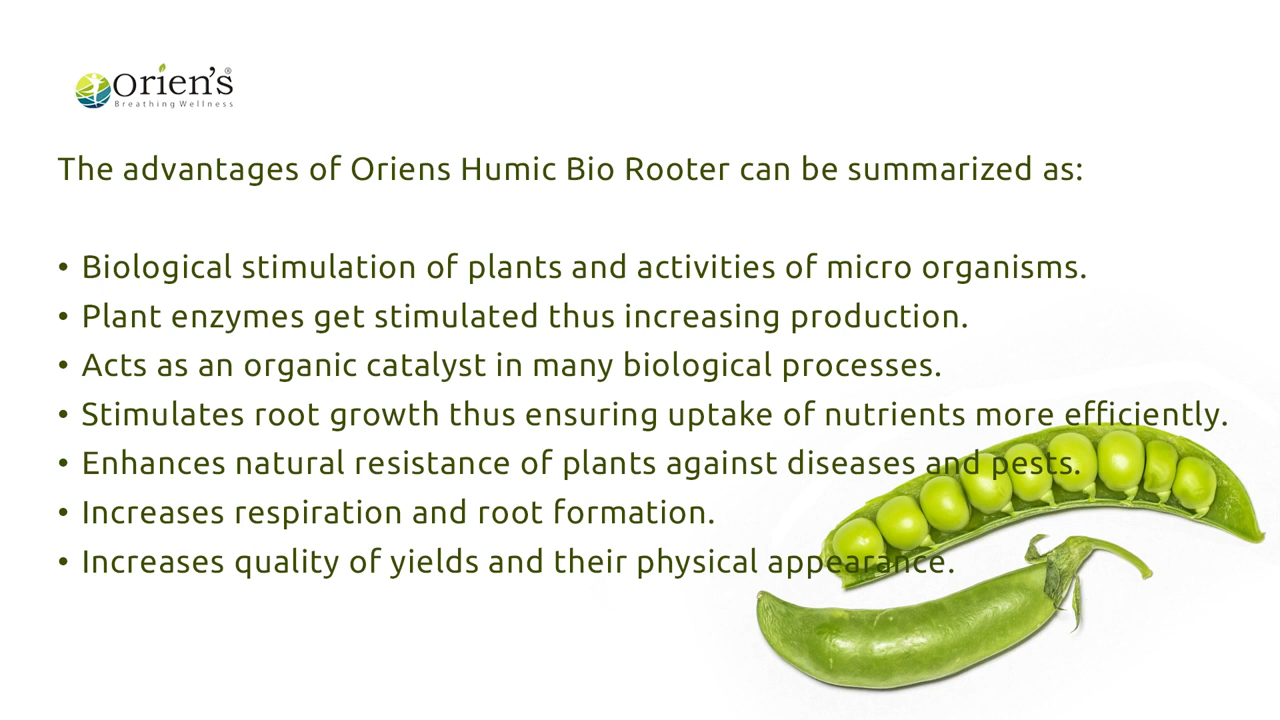 Orien's®
Breathing Wellness
The advantages of Oriens Humic Bio Rooter can be summarized as:
• Biological stimulation of plants and activities of micro organisms.
• Plant enzymes get stimulated thus increasing production.
• Acts as an organic catalyst in many biological processes.
• Stimulates root growth thus ensuring uptake of nutrients more efficiently.
• Enhances natural resistance of plants against diseases and pests.
• Increases respiration and root formation.
• Increases quality of yields and their physical appearance.